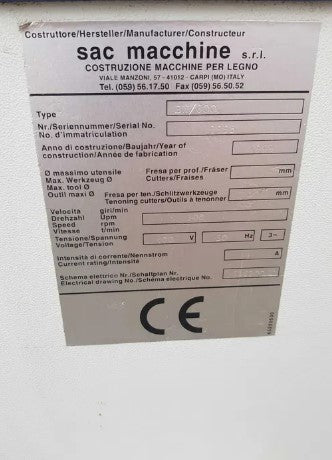 Costruttore/Hersteller/Manufacturer/Constructeur
sac macchine s.r.l.
COSTRUZIONE MACCHINE PER LEGNO
VIALE MANZONI, 57 - 41012 - CARPI (MO) ITALY
Tel. (059) 56.17.50 Fax (059) 56.50.52
Type
Nr./Seriennummer/Serial No.
No. d'immatriculation
Anno di costruzione/Baujahr/Year of
construction/Année de fabrication
Ø massimo utensile
Max. Werkzeug Ø
Max. tool Ø
Outil maxi Ø
Fresa per prof./Fräser
Cutters/Fraises
mm
Fresa per ten./Schlitzwerkzeuge
Tenoning cutters/Outils à tenonner
mm
Velocità giri/min
Drehzahl Upm
Speed rpm
Vitesse t/min
Tensione/Spannung
Voltage/Tension
V
Hz
3~
Intensità di corrente/Nennstrom
Current rating/Intensité
A
Schema elettrico Nr./Schaltplan Nr.
Electrical drawing No./Schema electrique No.
CE